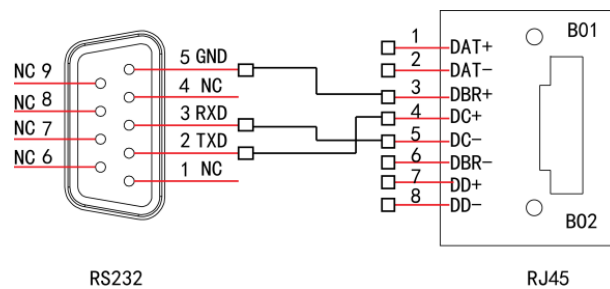 5 GND
NC 9
4 NC
NC 8
3 RXD
NC 7
2 TXD
NC 6
1 NC
RS232
1 DAT+
2 DAT-
3 DBR+
4 DC+
5 DC-
6 DBR-
7 DD+
8 DD-
B01
B02
RJ45